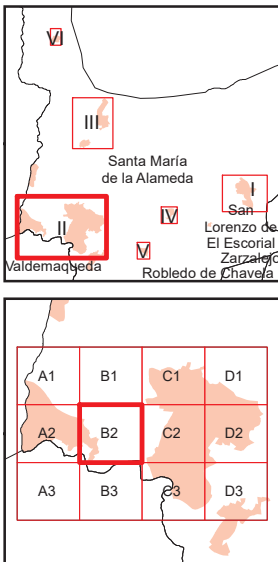 VI
III
Santa María
de la Alameda
I
San
Lorenzo de
El Escorial
II
IV
V
Zarzalejo
Valdemaqueda
Robledo de Chavela
A1 B1 C1 D1
A2 B2 C2 D2
A3 B3 C3 D3